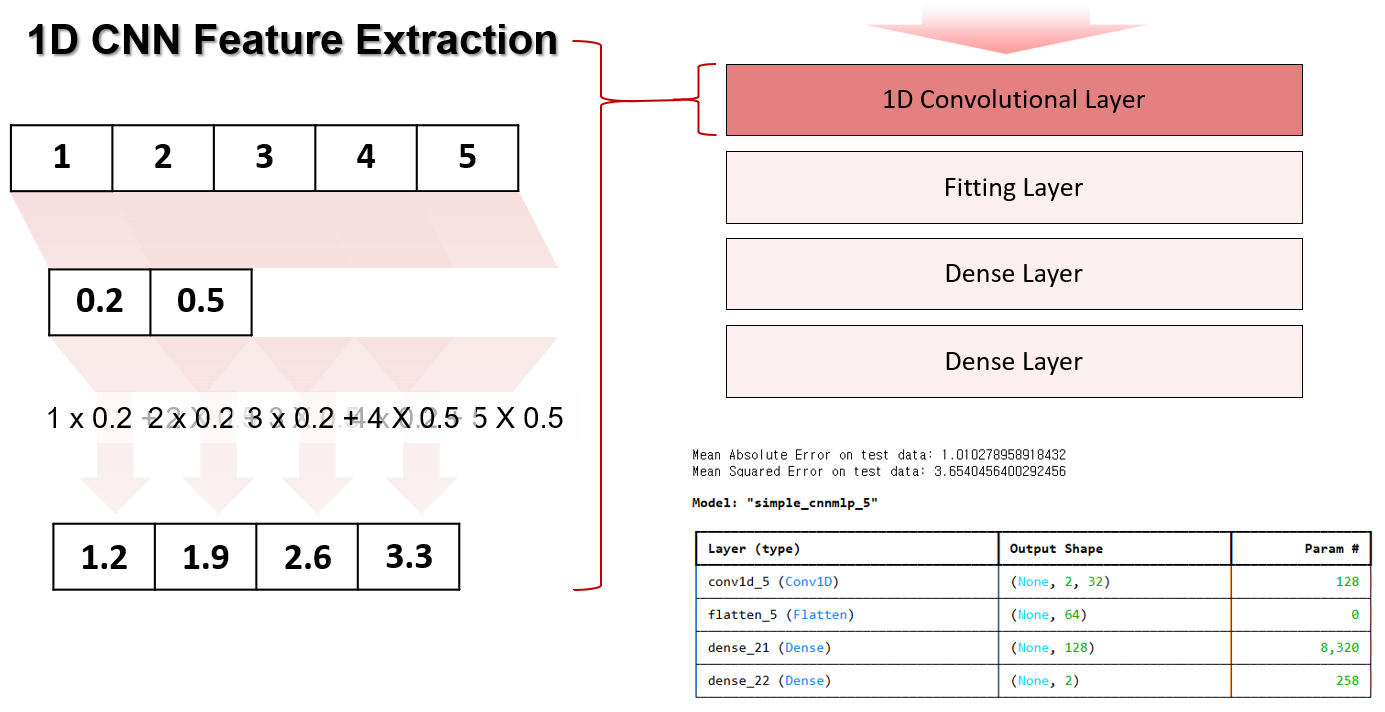 1D CNN Feature Extraction
1 2 3 4 5
0.2 0.5
1 x 0.2 + 2 x 0.2 + 3 x 0.2 + 4 X 0.5 + 5 X 0.5
1.2 1.9 2.6 3.3
1D Convolutional Layer
Fitting Layer
Dense Layer
Dense Layer
Mean Absolute Error on test data: 1.010278958918432
Mean Squared Error on test data: 3.6540456400292456
Model: "simple_cnnmlp_5"
Layer (type) Output Shape Param #
conv1d_5 (Conv1D) (None, 2, 32) 128
flatten_5 (Flatten) (None, 64) 0
dense_21 (Dense) (None, 128) 8,320
dense_22 (Dense) (None, 2) 258